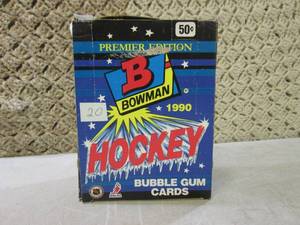 50¢
PREMIER EDITION
B
BOWMAN
20
1990
HOCKEY
BUBBLE GUM
CARDS